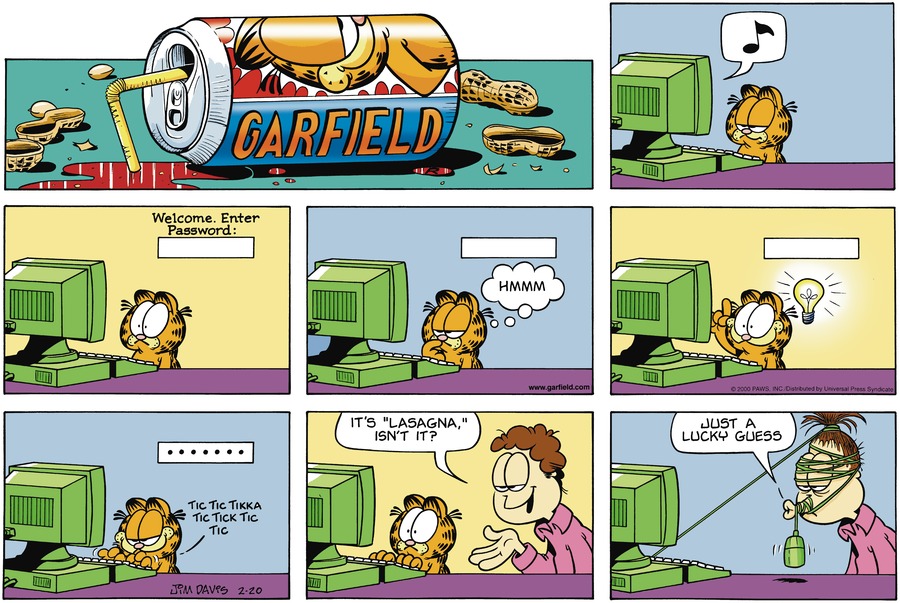 GARFIELD
Welcome. Enter
Password:
HMMM
www.garfield.com
© 2000 PAWS, INC./Distributed by Universal Press Syndicate
TIC TIC TIKKA
TIC TICK TIC
TIC
JIM DAVIS 2-20
IT'S "LASAGNA,"
ISN'T IT?
JUST A
LUCKY GUESS